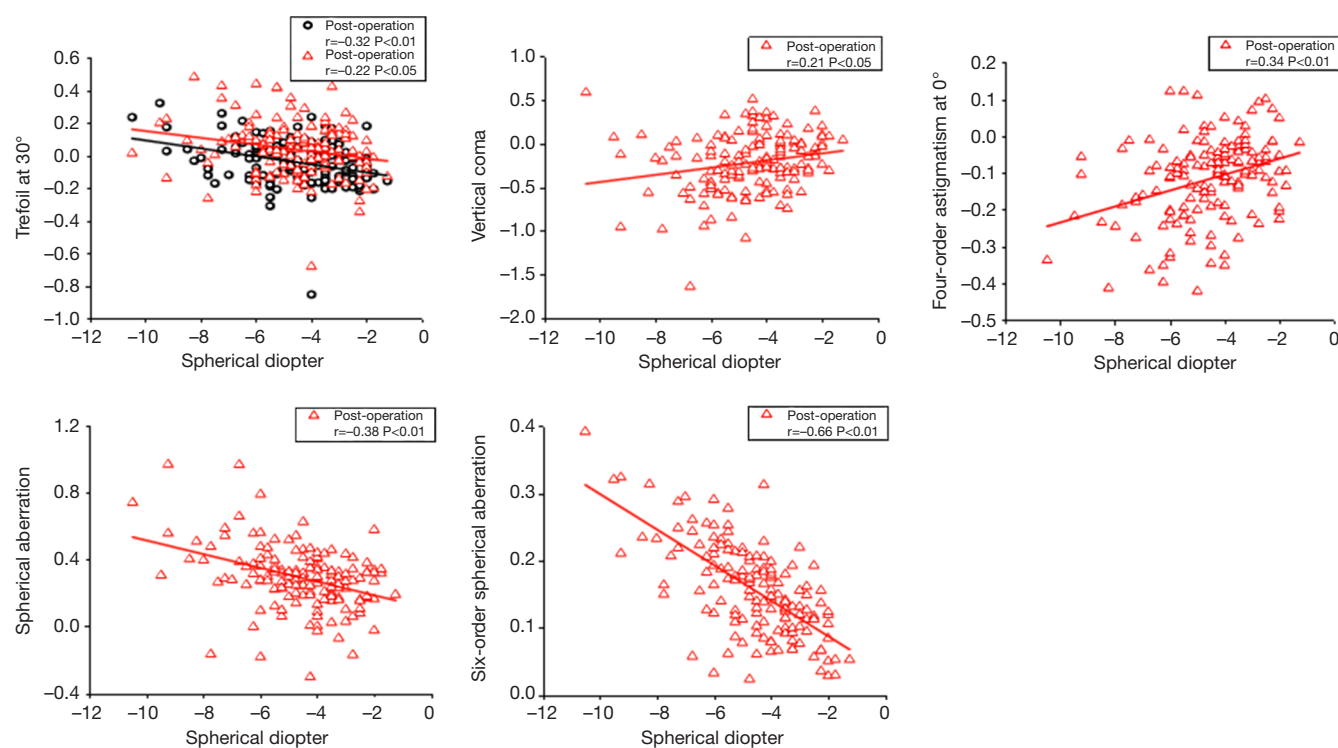 Post-operation
r=−0.32 P<0.01
Post-operation
r=−0.22 P<0.05
Trefoil at 30°
0.6
0.4
0.2
0.0
−0.2
−0.4
−0.6
−0.8
−1.0
−12 −10 −8 −6 −4 −2 0
Spherical diopter
Post-operation
r=0.21 P<0.05
Vertical coma
1.0
0.5
0.0
−0.5
−1.0
−1.5
−2.0
−12 −10 −8 −6 −4 −2 0
Spherical diopter
Post-operation
r=0.34 P<0.01
Four-order astigmatism at 0°
0.2
0.1
0.0
−0.1
−0.2
−0.3
−0.4
−0.5
−12 −10 −8 −6 −4 −2 0
Spherical diopter
Post-operation
r=−0.38 P<0.01
Spherical aberration
1.2
0.8
0.4
0.0
−0.4
−12 −10 −8 −6 −4 −2 0
Spherical diopter
Post-operation
r=−0.66 P<0.01
Six-order spherical aberration
0.4
0.3
0.2
0.1
0.0
−12 −10 −8 −6 −4 −2 0
Spherical diopter